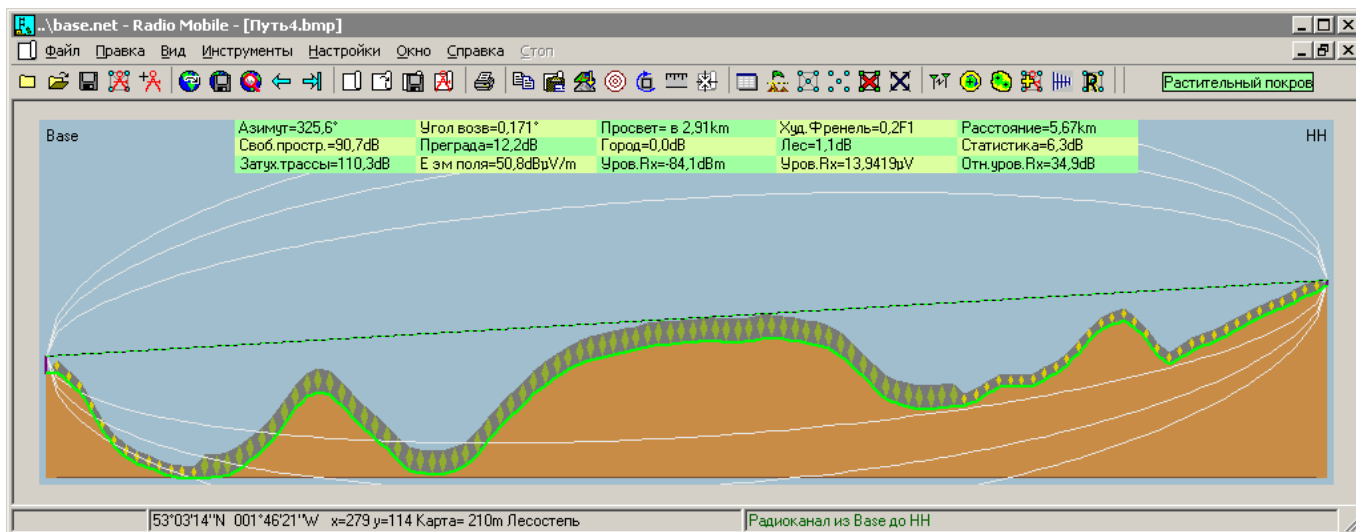 ..\base.net - Radio Mobile - [Путь4.bmp]
Файл Правка Вид Инструменты Настройки Окно Справка Стоп
Растительный покров
Base
Азимут=325,6° Угол возв=0,171° Просвет= в 2,91km Худ.Френель=0,2F1 Расстояние=5,67km
HH
Своб.простр.=90,7dB Преграда=12,2dB Город=0,0dB Лес=1,1dB Статистика=6,3dB
Затух.трассы=110,3dB Е эм поля=50,8dBµV/m Уров.Rx=-84,1dBm Уров.Rx=13,9419µV Отн.уров.Rx=34,9dB
53°03'14"N 001°46'21"W x=279 y=114 Карта= 210m Лесостепь
Радиоканал из Base до HH